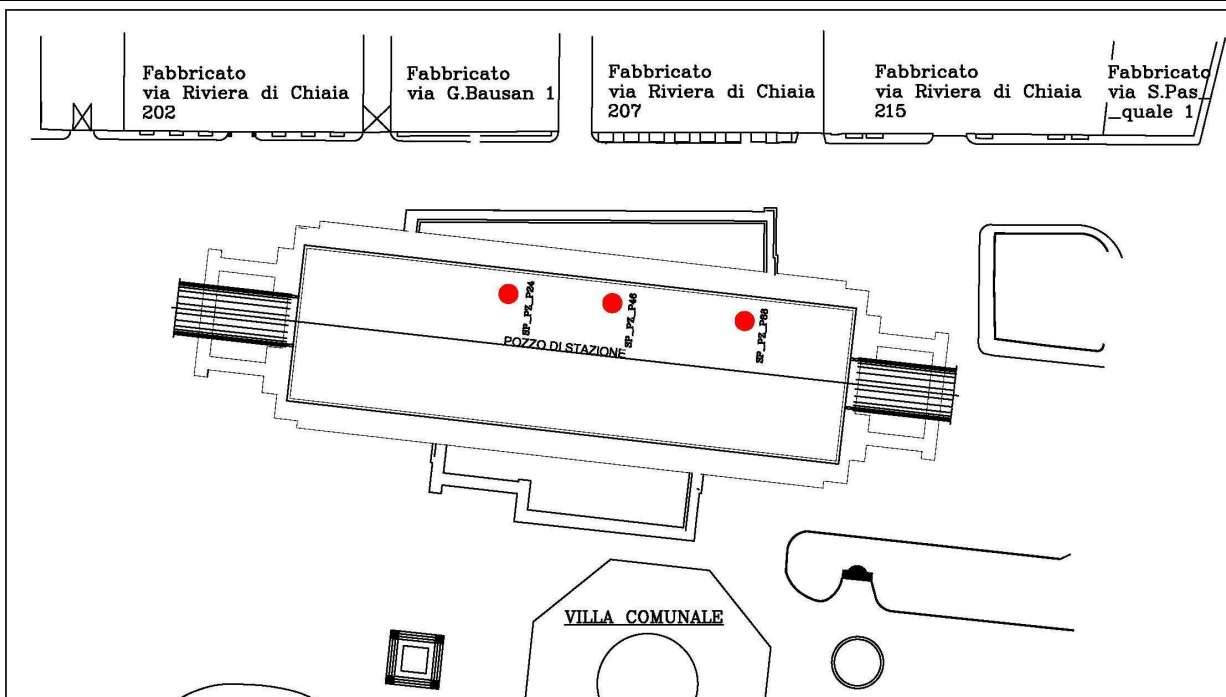 Fabbricato
via Riviera di Chiaia
202
Fabbricato
via G.Bausan 1
Fabbricato
via Riviera di Chiaia
207
Fabbricato
via Riviera di Chiaia
215
Fabbricato
via S.Pas
_quale 1
SP_PZ_P24
SP_PZ_P46
SP_PZ_P68
POZZO DI STAZIONE
VILLA COMUNALE